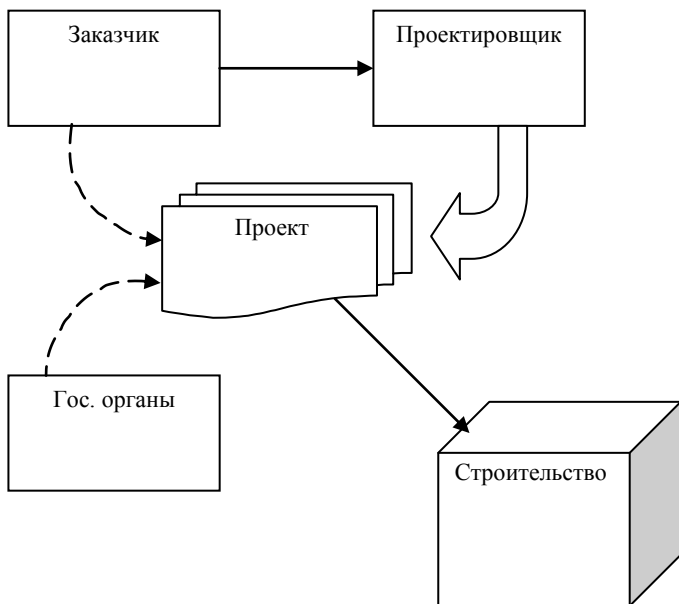 Заказчик
Проектировщик
Проект
Гос. органы
Строительство